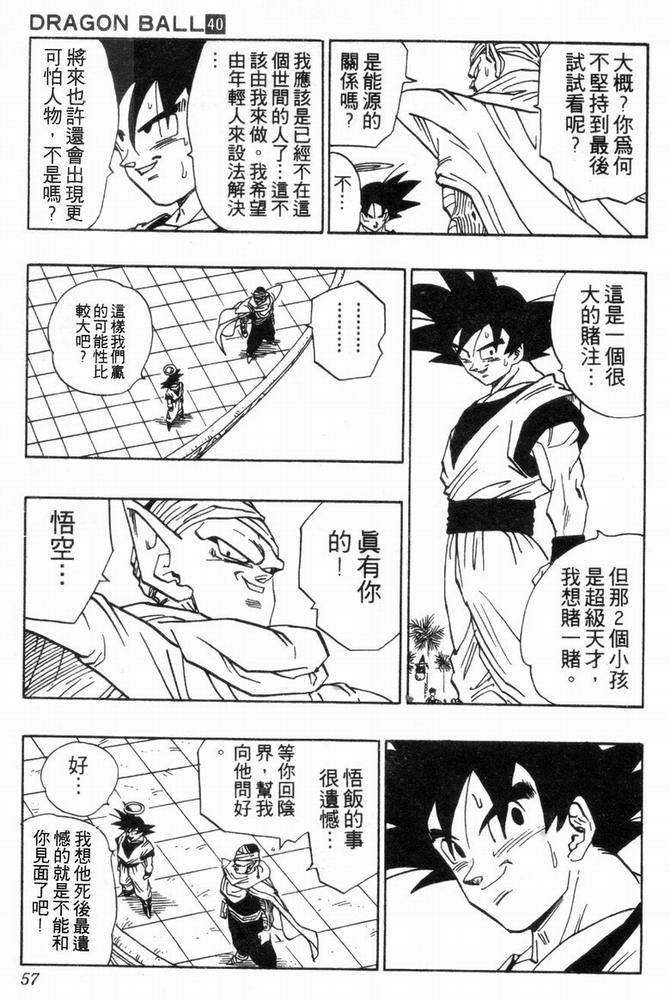 DRAGON BALL 40
大概？你爲何
不堅持到最後
試試看呢？
是能源的
關係嗎？
不…
我應該是已經不在這
個世間的人了…這不
該由我來做。我希望
由年輕人來設法解決
…
將來也許還會出現更
可怕人物，不是嗎？
這是一個很
大的賭注…
但那2個小孩
是超級天才，
我想賭一賭。
………
這樣我們贏
的可能性比
較大吧？
眞有你
的！
悟空…
悟飯的事
很遺憾…
等你回陰
界，幫我
向他問好
。
好…
我想他死後最遺
憾的就是不能和
你見面了吧！
57